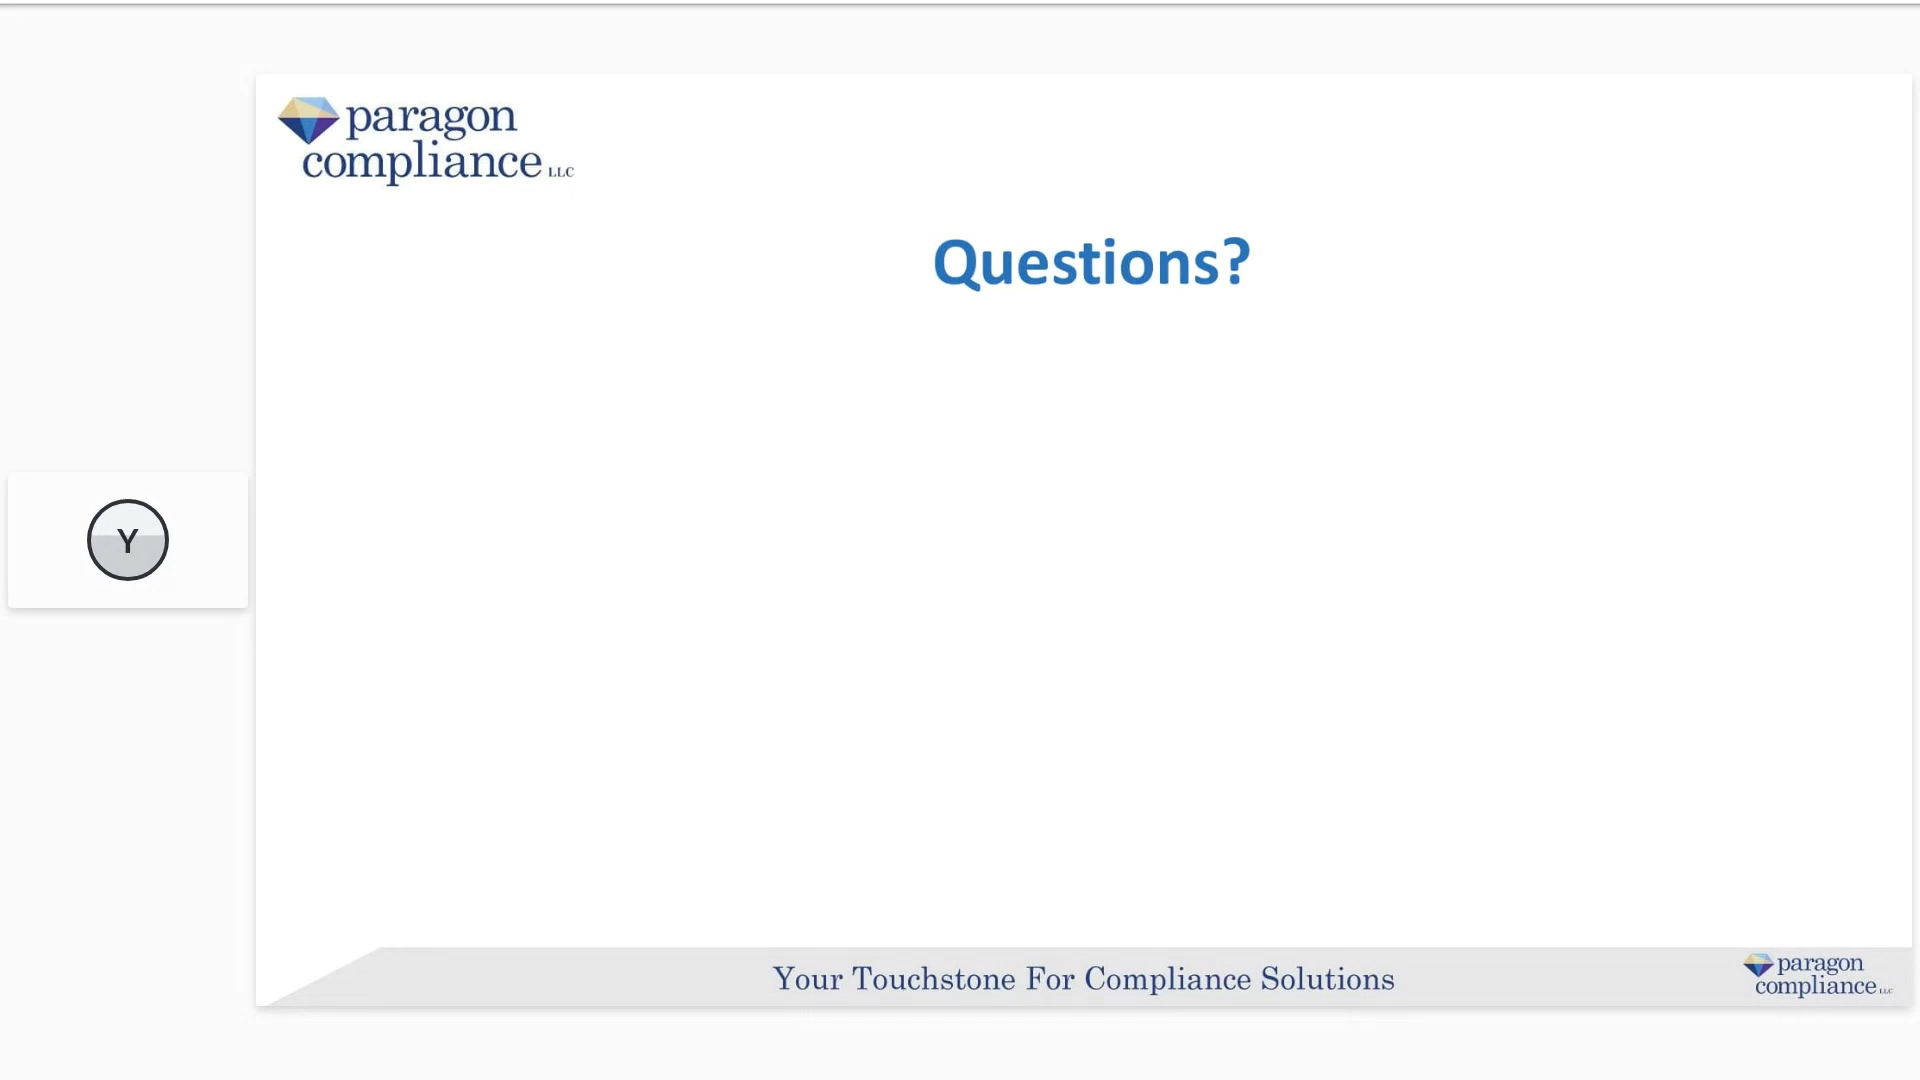 paragon
compliance LLC
Questions?
Y
Your Touchstone For Compliance Solutions
paragon
compliance LLC